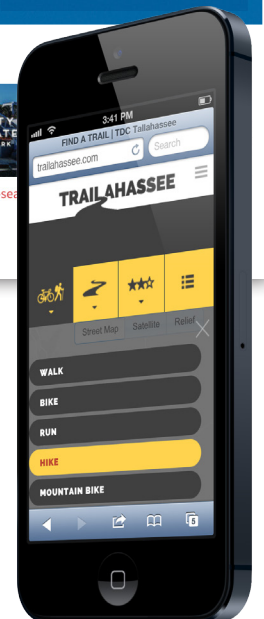 3:41 PM
FIND A TRAIL | TDC Tallahassee
trailahassee.com
Search
TRAILAHASSEE
Street Map Satellite Relief
WALK
BIKE
RUN
HIKE
MOUNTAIN BIKE
5